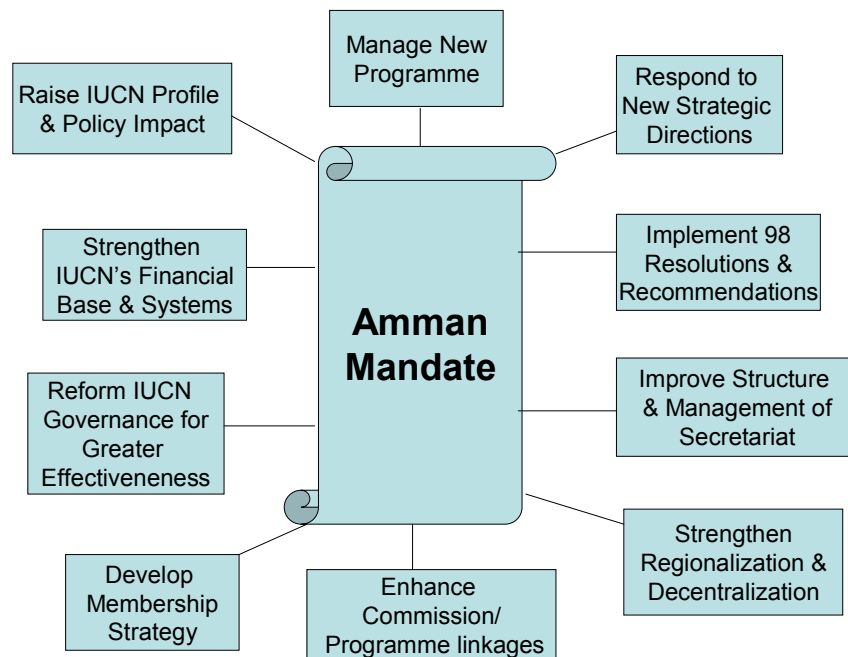 Manage New
Programme
Raise IUCN Profile
& Policy Impact
Respond to
New Strategic
Directions
Strengthen
IUCN's Financial
Base & Systems
Implement 98
Resolutions &
Recommendations
Amman
Mandate
Reform IUCN
Governance for
Greater
Effectiveneness
Improve Structure
& Management of
Secretariat
Develop
Membership
Strategy
Enhance
Commission/
Programme linkages
Strengthen
Regionalization &
Decentralization